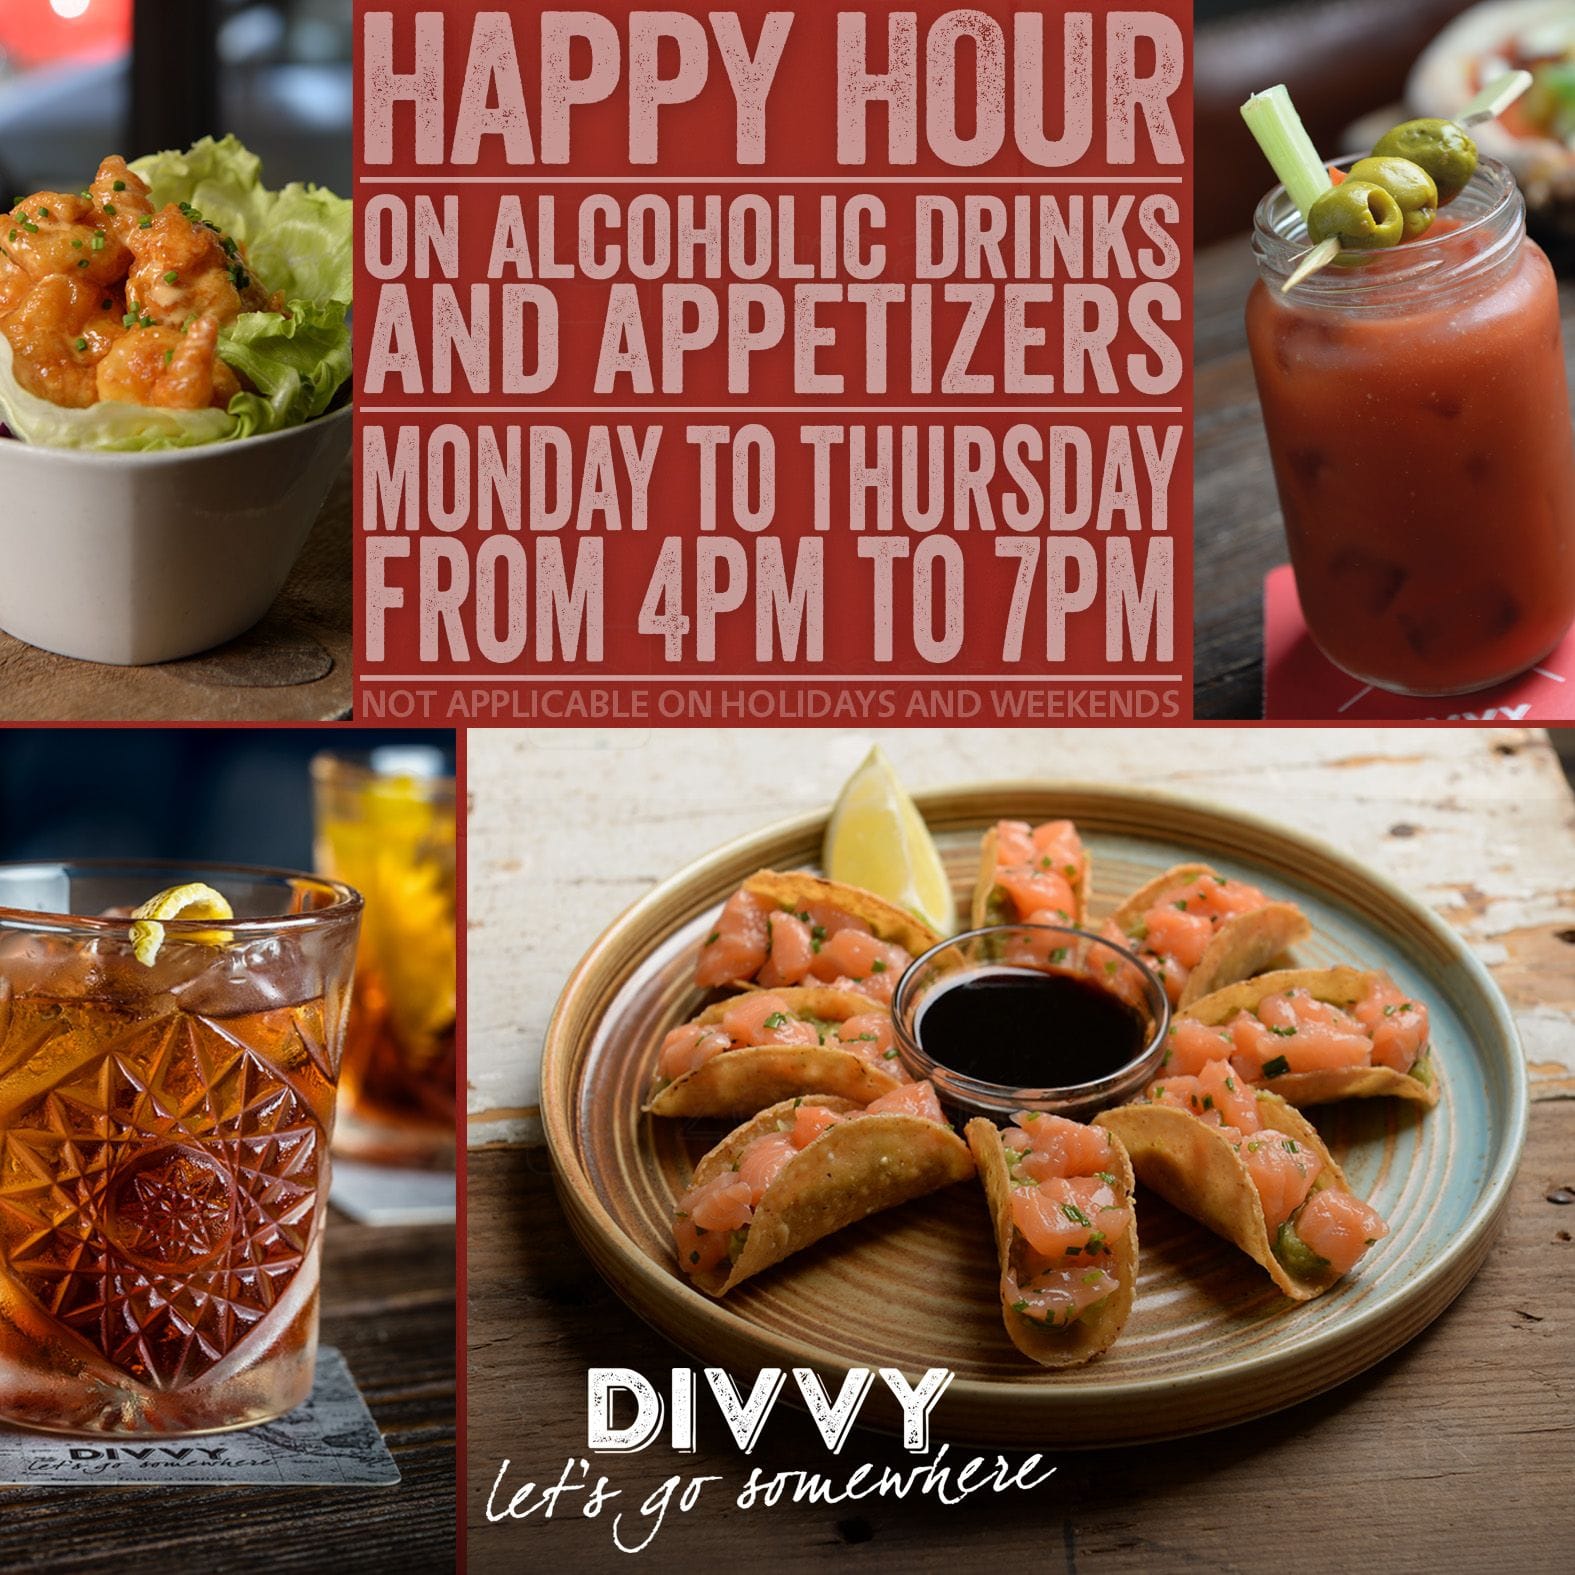 HAPPY HOUR
ON ALCOHOLIC DRINKS
AND APPETIZERS
MONDAY TO THURSDAY
FROM 4PM TO 7PM
NOT APPLICABLE ON HOLIDAYS AND WEEKENDS
DIVVY
let's go somewhere
DIVVY
let's go somewhere